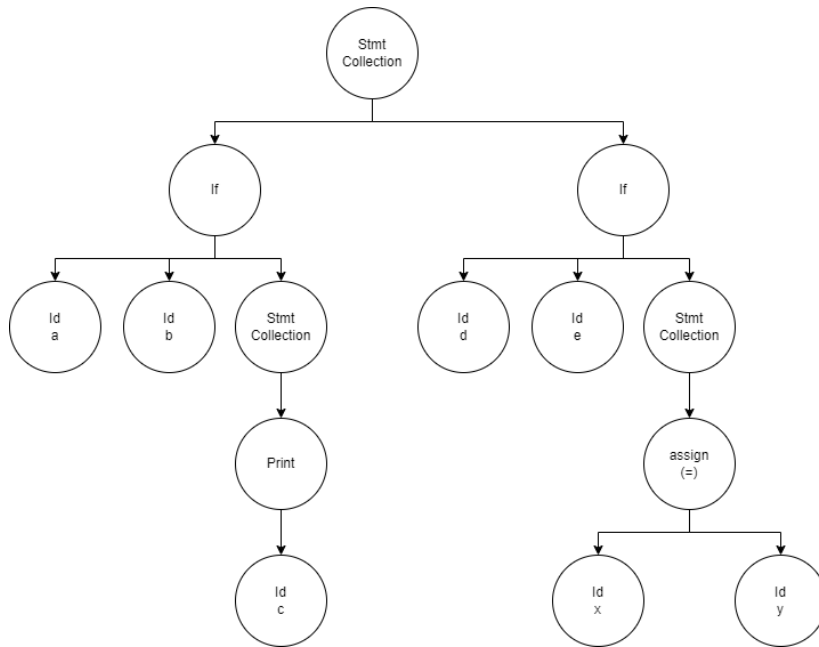 Stmt
Collection
If
If
Id
a
Id
b
Stmt
Collection
Id
d
Id
e
Stmt
Collection
Print
assign
(=)
Id
c
Id
x
Id
y